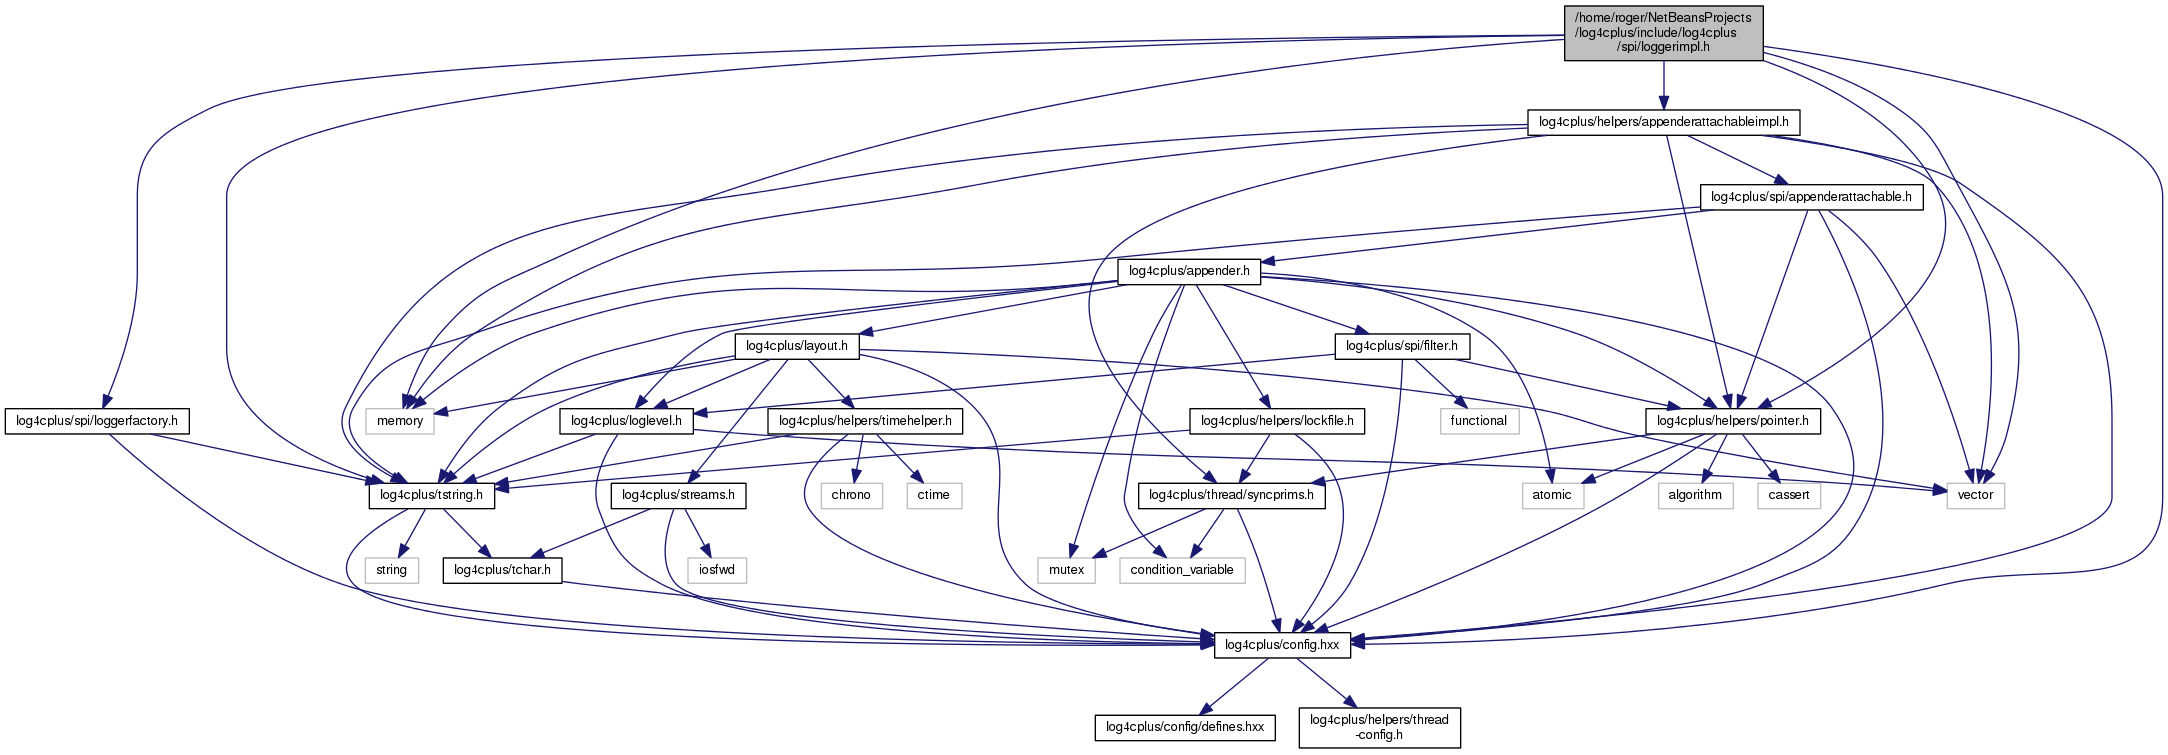 /home/roger/NetBeansProjects
/log4cplus/include/log4cplus
/spi/loggerimpl.h
log4cplus/helpers/appenderattachableimpl.h
log4cplus/spi/appenderattachable.h
log4cplus/appender.h
log4cplus/layout.h
log4cplus/spi/filter.h
log4cplus/spi/loggerfactory.h
memory
log4cplus/loglevel.h
log4cplus/helpers/timehelper.h
log4cplus/helpers/lockfile.h
functional
log4cplus/helpers/pointer.h
log4cplus/tstring.h
log4cplus/streams.h
chrono
ctime
log4cplus/thread/syncprims.h
atomic
algorithm
cassert
vector
string
log4cplus/tchar.h
iosfwd
mutex
condition_variable
log4cplus/config.hxx
log4cplus/config/defines.hxx
log4cplus/helpers/thread
-config.h